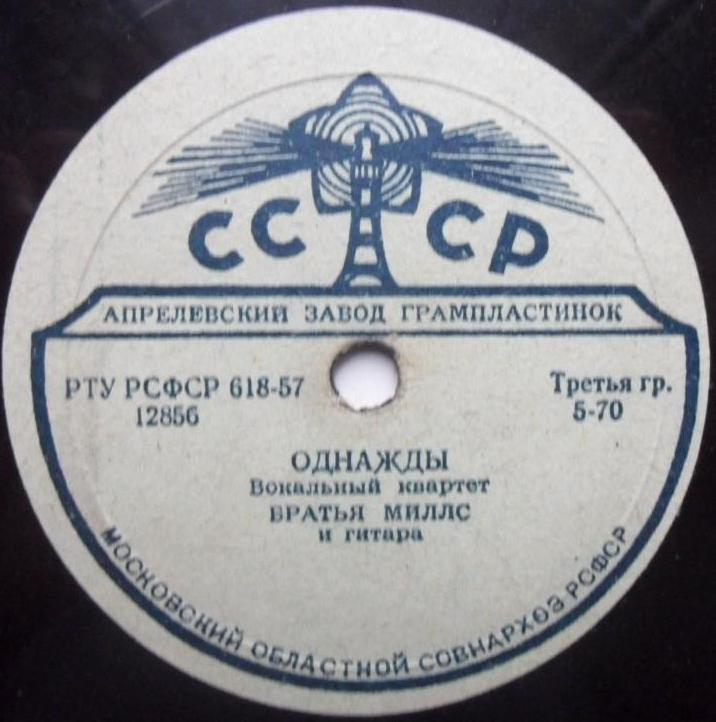 СССР
АПРЕЛЕВСКИЙ ЗАВОД ГРАМПЛАСТИНОК
РТУ РСФСР 618-57
12856
Третья гр.
5-70
ОДНАЖДЫ
Вокальный квартет
БРАТЬЯ МИЛЛС
и гитара
МОСКОВСКИЙ ОБЛАСТНОЙ СОВНАРХОЗ РСФСР